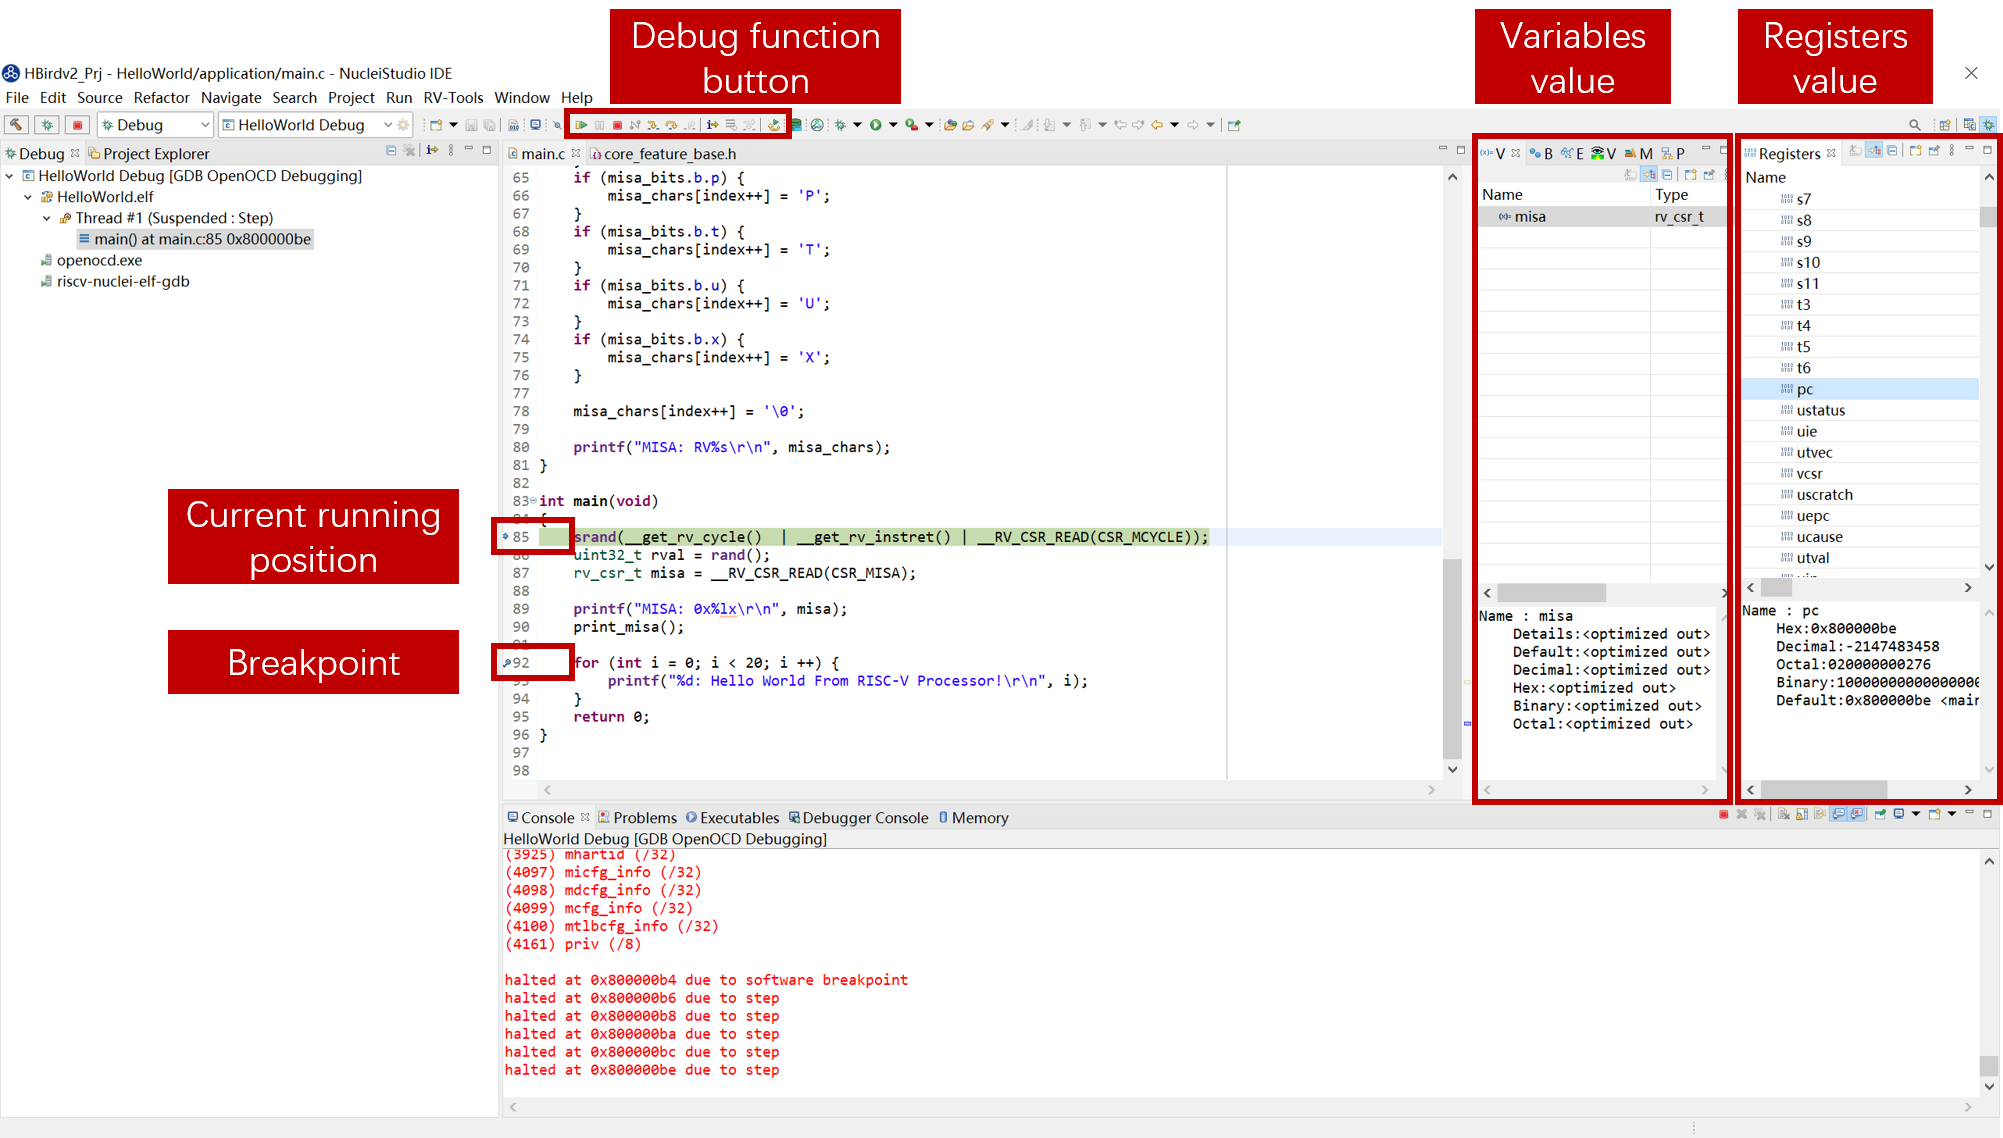 Debug function
button
Variables
value
Registers
value
HBirdv2_Prj - HelloWorld/application/main.c - NucleiStudio IDE
File Edit Source Refactor Navigate Search Project Run RV-Tools Window Help
Debug
HelloWorld Debug
Debug
Project Explorer
HelloWorld Debug [GDB OpenOCD Debugging]
HelloWorld.elf
Thread #1 (Suspended : Step)
main() at main.c:85 0x800000be
openocd.exe
riscv-nuclei-elf-gdb
Current running
position
Breakpoint
main.c
core_feature_base.h
65 if (misa_bits.b.p) {
66 misa_chars[index++] = 'P';
67 }
68 if (misa_bits.b.t) {
69 misa_chars[index++] = 'T';
70 }
71 if (misa_bits.b.u) {
72 misa_chars[index++] = 'U';
73 }
74 if (misa_bits.b.x) {
75 misa_chars[index++] = 'X';
76 }
77
78 misa_chars[index++] = '\0';
79
80 printf("MISA: RV%s\r\n", misa_chars);
81 }
82
83 int main(void)
84 {
85 srand(__get_rv_cycle() | __get_rv_instret() | __RV_CSR_READ(CSR_MCYCLE));
86 uint32_t rval = rand();
87 rv_csr_t misa = __RV_CSR_READ(CSR_MISA);
88
89 printf("MISA: 0x%lx\r\n", misa);
90 print_misa();
91
92 for (int i = 0; i < 20; i ++) {
93 printf("%d: Hello World From RISC-V Processor!\r\n", i);
94 }
95 return 0;
96 }
97
98
V B E V M P
Name Type
misa rv_csr_t
Name : misa
Details:<optimized out>
Default:<optimized out>
Decimal:<optimized out>
Hex:<optimized out>
Binary:<optimized out>
Octal:<optimized out>
Registers
Name
s7
s8
s9
s10
s11
t3
t4
t5
t6
pc
ustatus
uie
utvec
vcsr
uscratch
uepc
ucause
utval
Name : pc
Hex:0x800000be
Decimal:-2147483458
Octal:020000000276
Binary:10000000000000000
Default:0x800000be <main
Console Problems Executables Debugger Console Memory
HelloWorld Debug [GDB OpenOCD Debugging]
(3925) mhartid (/32)
(4097) micfg_info (/32)
(4098) mdcfg_info (/32)
(4099) mcfg_info (/32)
(4100) mtlbcfg_info (/32)
(4161) priv (/8)
halted at 0x800000b4 due to software breakpoint
halted at 0x800000b6 due to step
halted at 0x800000b8 due to step
halted at 0x800000ba due to step
halted at 0x800000bc due to step
halted at 0x800000be due to step